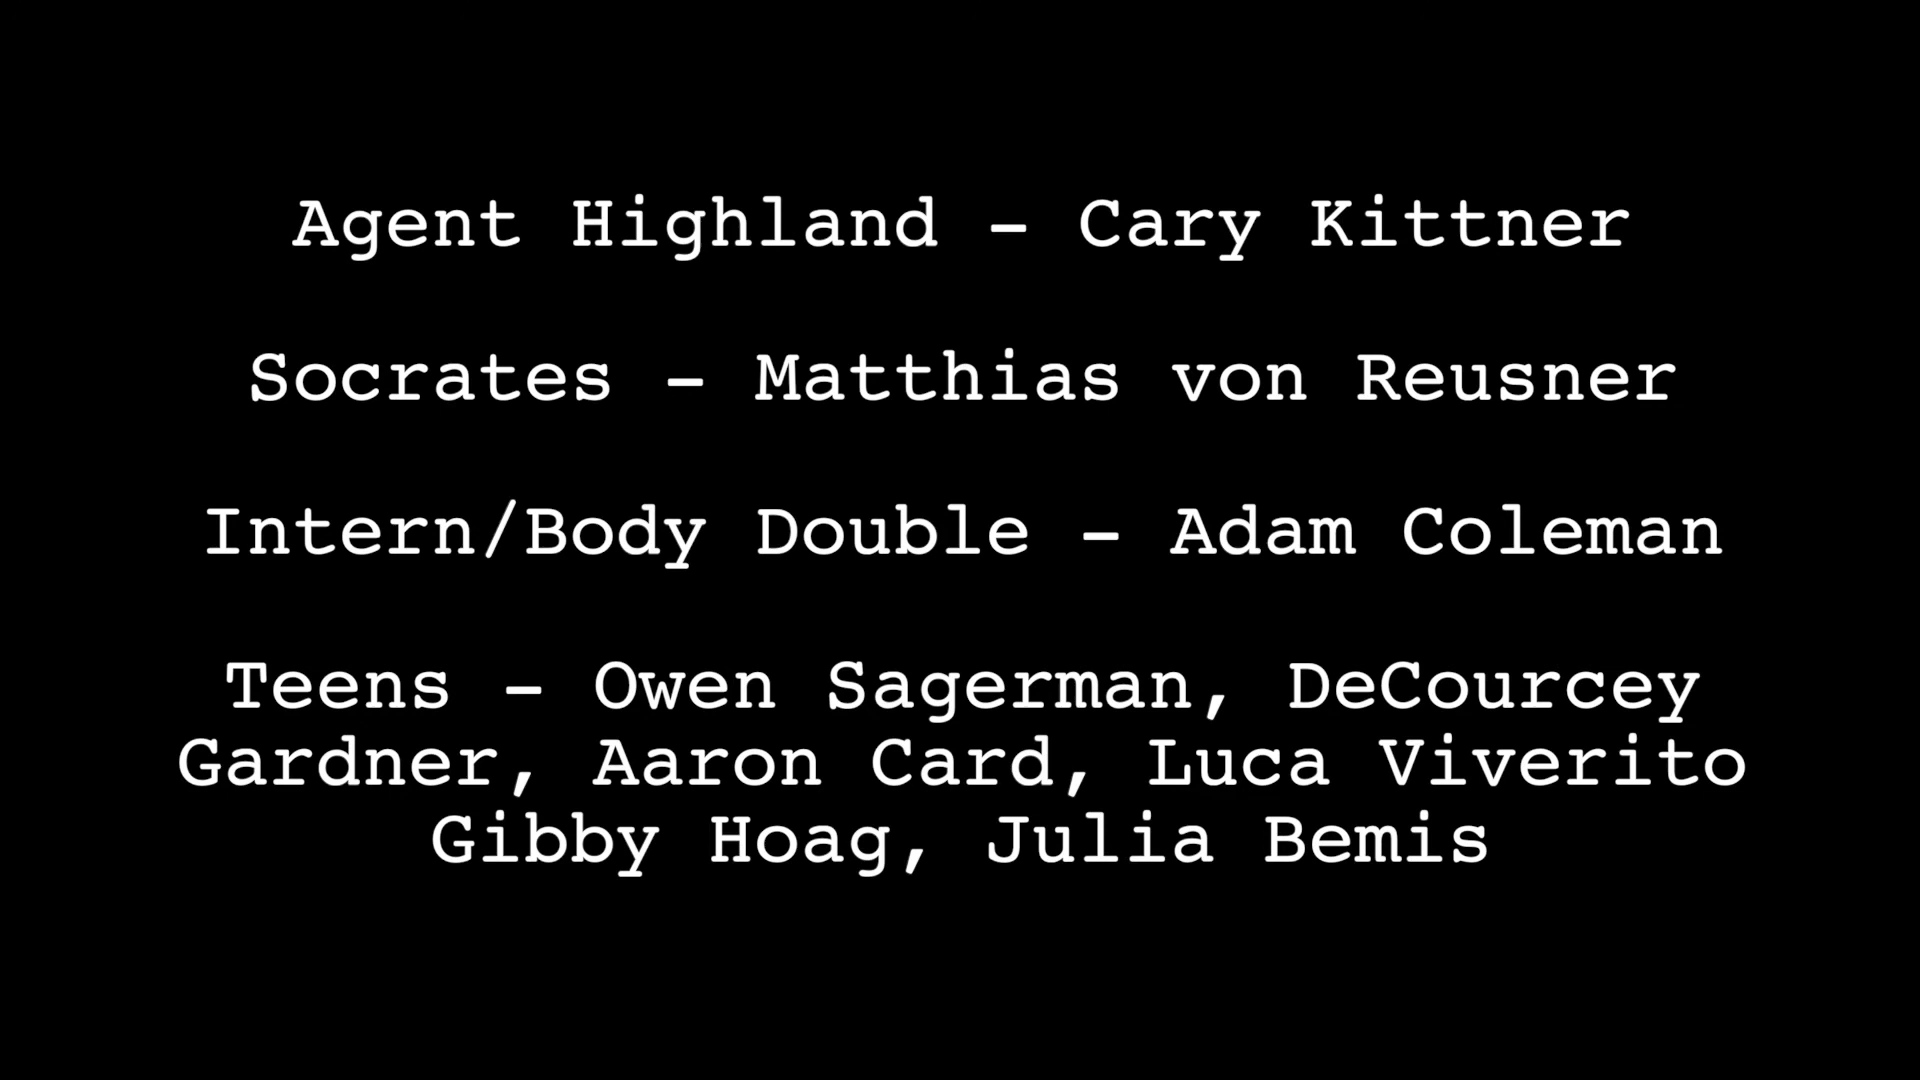 Agent Highland - Cary Kittner
Socrates - Matthias von Reusner
Intern/Body Double - Adam Coleman
Teens - Owen Sagerman, DeCourcey
Gardner, Aaron Card, Luca Viverito
Gibby Hoag, Julia Bemis